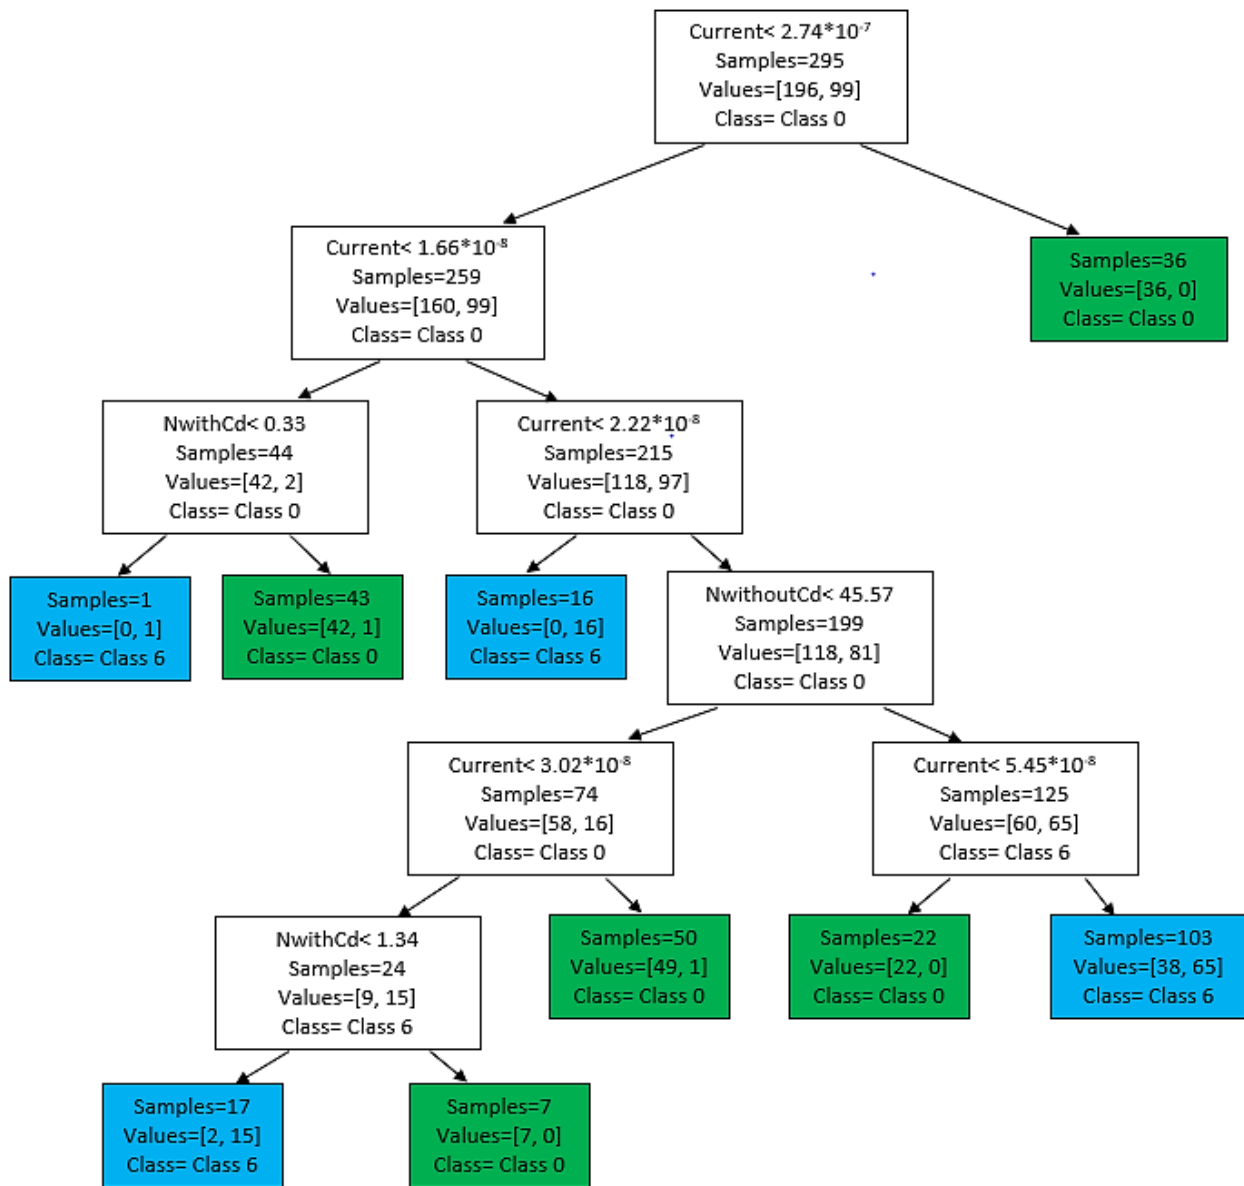 Current< 2.74*10⁻⁷
Samples=295
Values=[196, 99]
Class= Class 0
Current< 1.66*10⁻⁸
Samples=259
Values=[160, 99]
Class= Class 0
Samples=36
Values=[36, 0]
Class= Class 0
NwithCd< 0.33
Samples=44
Values=[42, 2]
Class= Class 0
Current< 2.22*10⁻⁸
Samples=215
Values=[118, 97]
Class= Class 0
Samples=1
Values=[0, 1]
Class= Class 6
Samples=43
Values=[42, 1]
Class= Class 0
Samples=16
Values=[0, 16]
Class= Class 6
NwithoutCd< 45.57
Samples=199
Values=[118, 81]
Class= Class 0
Current< 3.02*10⁻⁸
Samples=74
Values=[58, 16]
Class= Class 0
Current< 5.45*10⁻⁸
Samples=125
Values=[60, 65]
Class= Class 6
NwithCd< 1.34
Samples=24
Values=[9, 15]
Class= Class 6
Samples=50
Values=[49, 1]
Class= Class 0
Samples=22
Values=[22, 0]
Class= Class 0
Samples=103
Values=[38, 65]
Class= Class 6
Samples=17
Values=[2, 15]
Class= Class 6
Samples=7
Values=[7, 0]
Class= Class 0